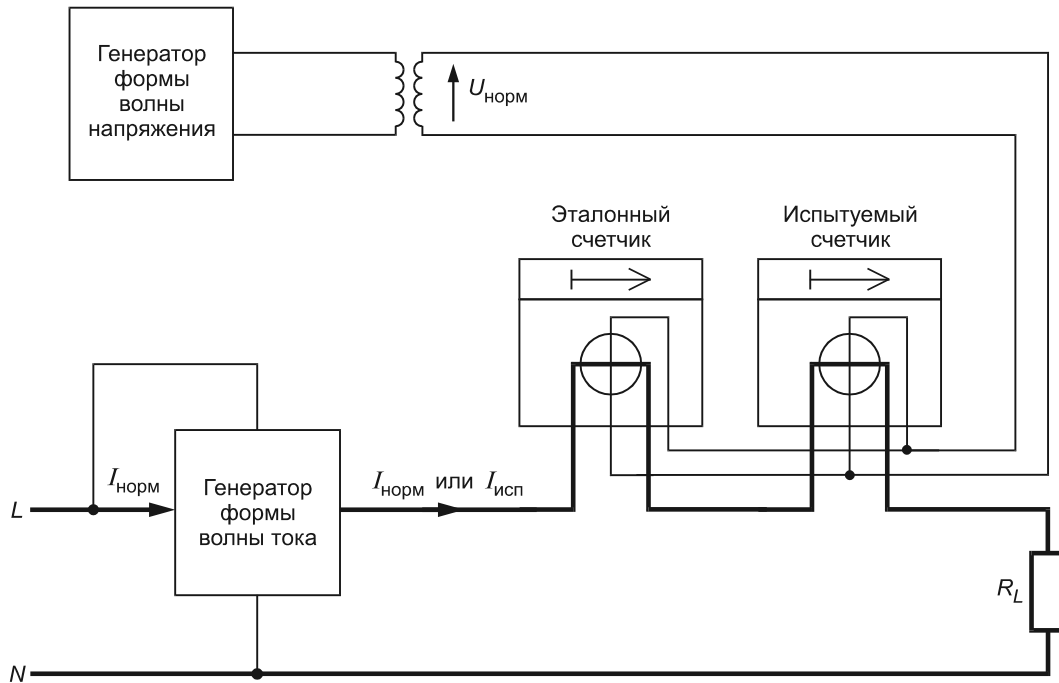 Генератор
формы
волны
напряжения
Uнорм
Эталонный
счетчик
Испытуемый
счетчик
Iнорм
Генератор
формы
волны тока
Iнорм или Iисп
L
RL
N